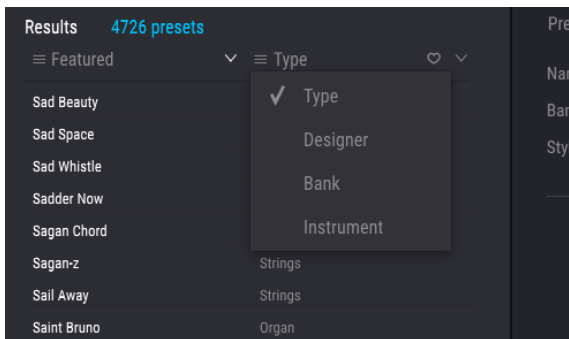 Results 4726 presets
Featured Type
Sad Beauty
Sad Space
Sad Whistle
Sadder Now
Sagan Chord
Sagan-z Strings
Sail Away Strings
Saint Bruno Organ
Type
Designer
Bank
Instrument
Pre
Nar
Bar
Sty